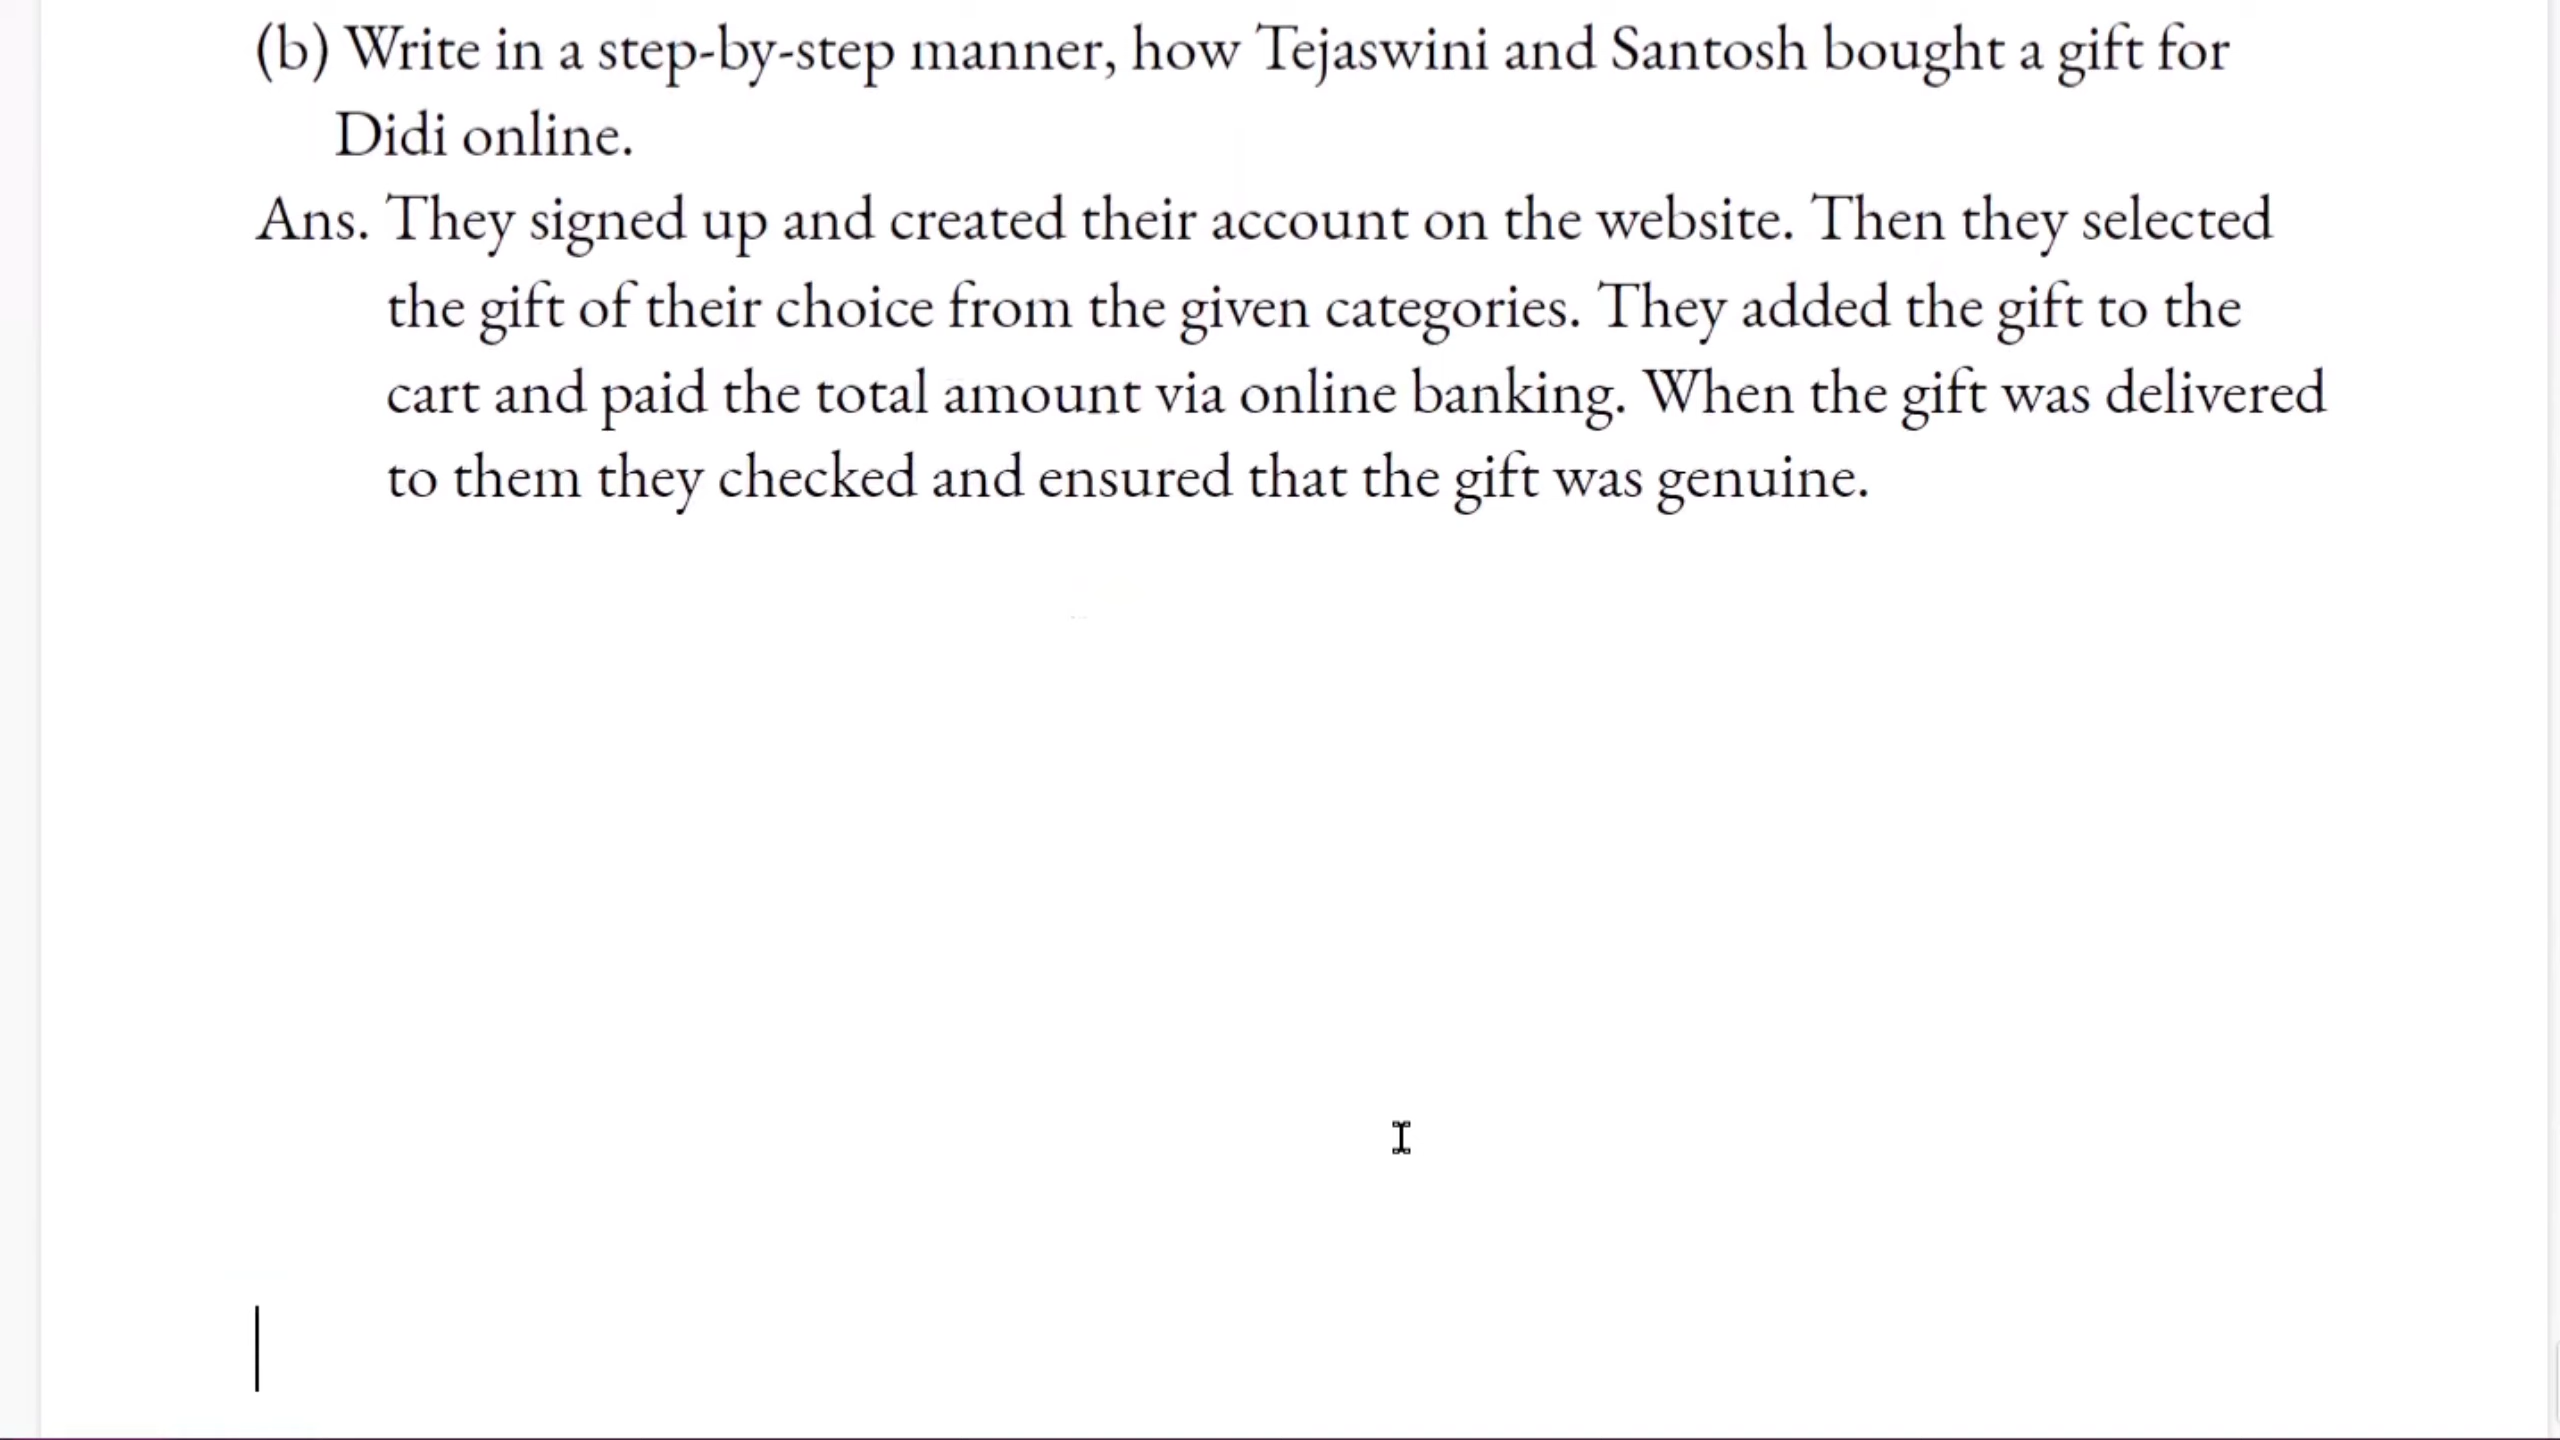 (b) Write in a step-by-step manner, how Tejaswini and Santosh bought a gift for
Didi online.
Ans. They signed up and created their account on the website. Then they selected
the gift of their choice from the given categories. They added the gift to the
cart and paid the total amount via online banking. When the gift was delivered
to them they checked and ensured that the gift was genuine.